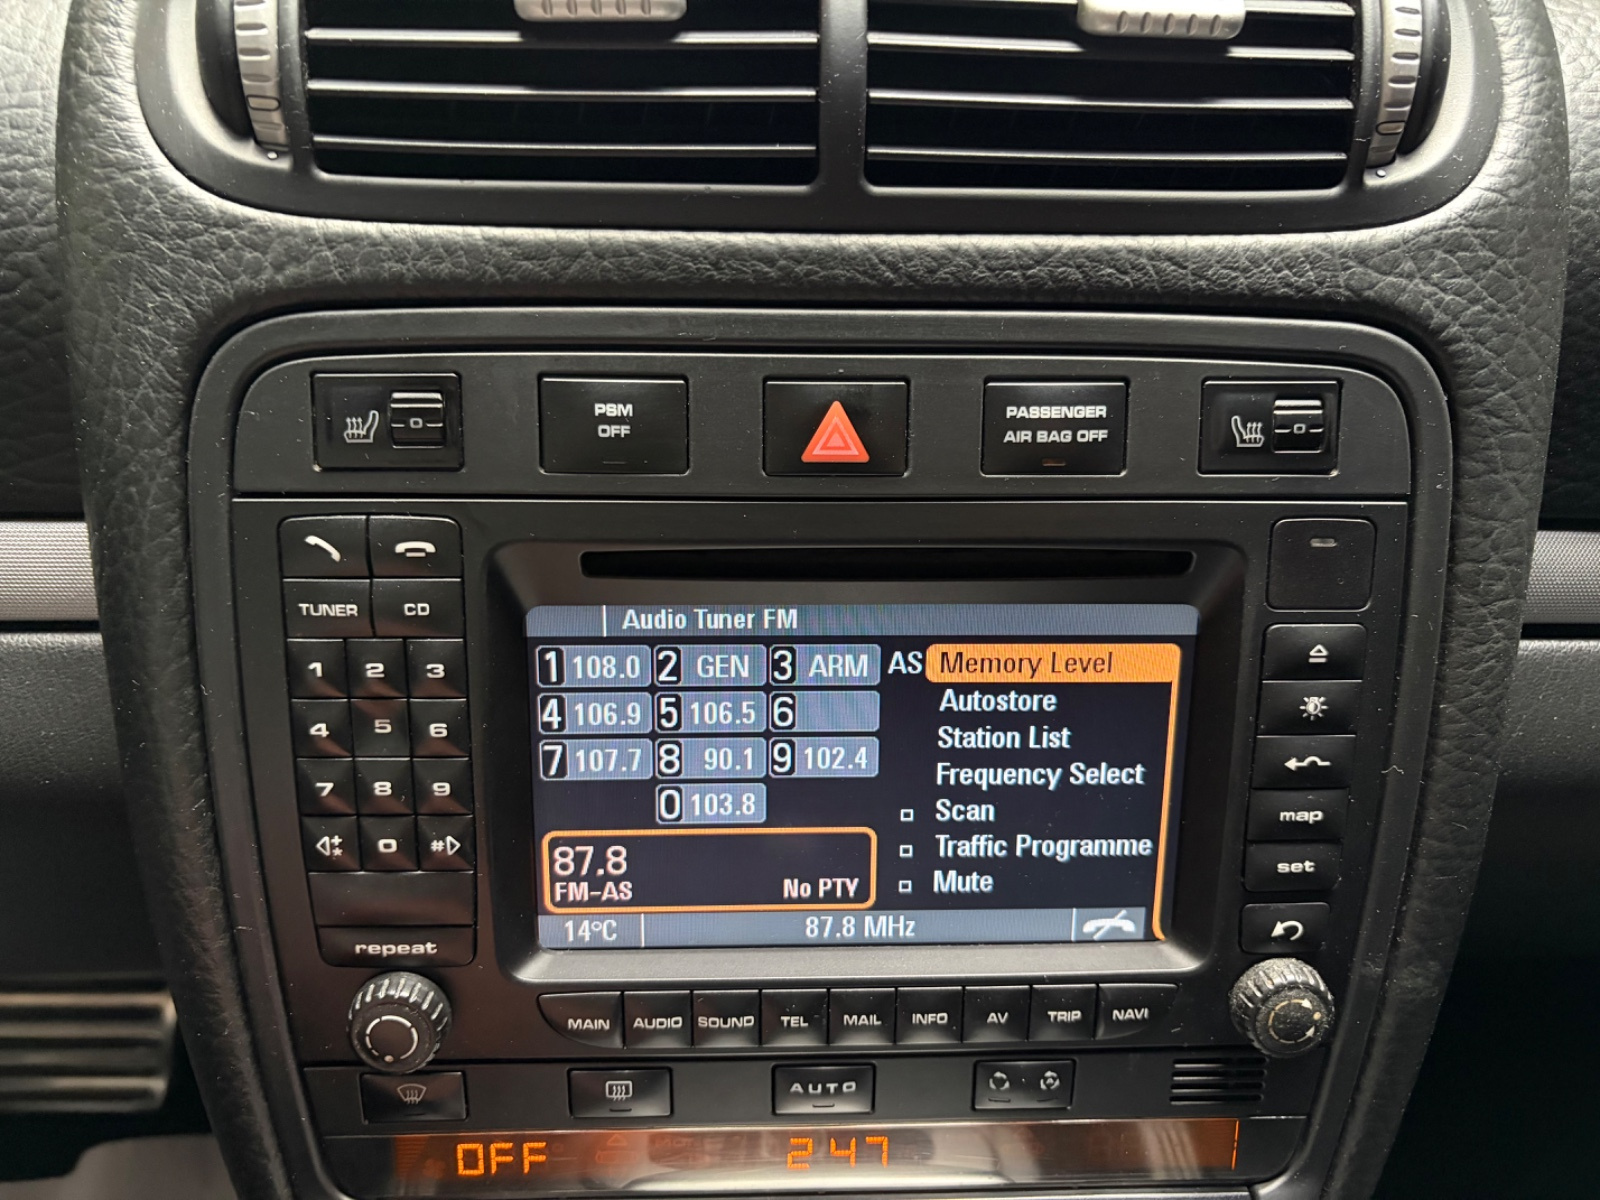 PSM
OFF
PASSENGER
AIR BAG OFF
TUNER CD
1 2 3
4 5 6
7 8 9
* 0 #
repeat
Audio Tuner FM
1 108.0 2 GEN 3 ARM AS Memory Level
4 106.9 5 106.5 6 Autostore
Station List
7 107.7 8 90.1 9 102.4 Frequency Select
0 103.8 Scan
Traffic Programme
87.8
FM-AS No PTY Mute
14°C 87.8 MHz
map
set
MAIN AUDIO SOUND TEL MAIL INFO AV TRIP NAVI
AUTO
OFF 2 47